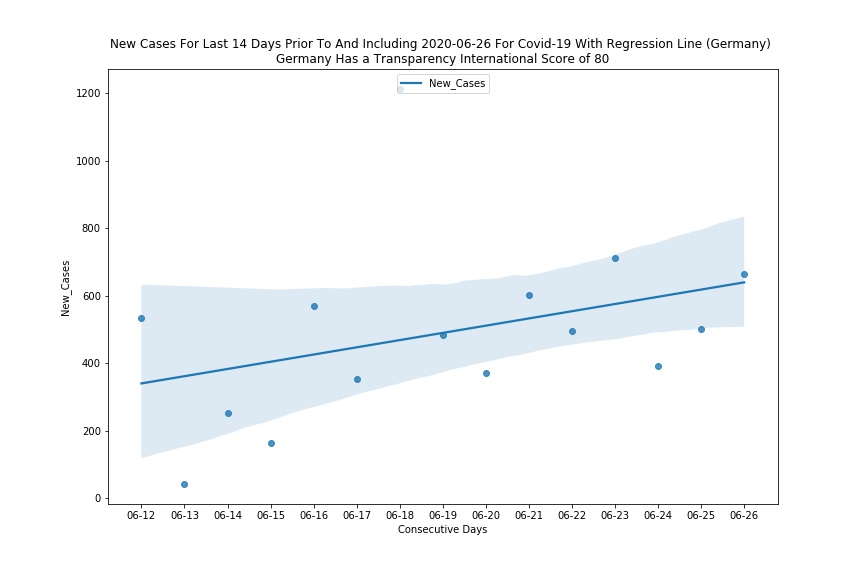 New Cases For Last 14 Days Prior To And Including 2020-06-26 For Covid-19 With Regression Line (Germany)
Germany Has a Transparency International Score of 80
New_Cases
1200
1000
800
600
400
200
0
New_Cases
06-12 06-13 06-14 06-15 06-16 06-17 06-18 06-19 06-20 06-21 06-22 06-23 06-24 06-25 06-26
Consecutive Days